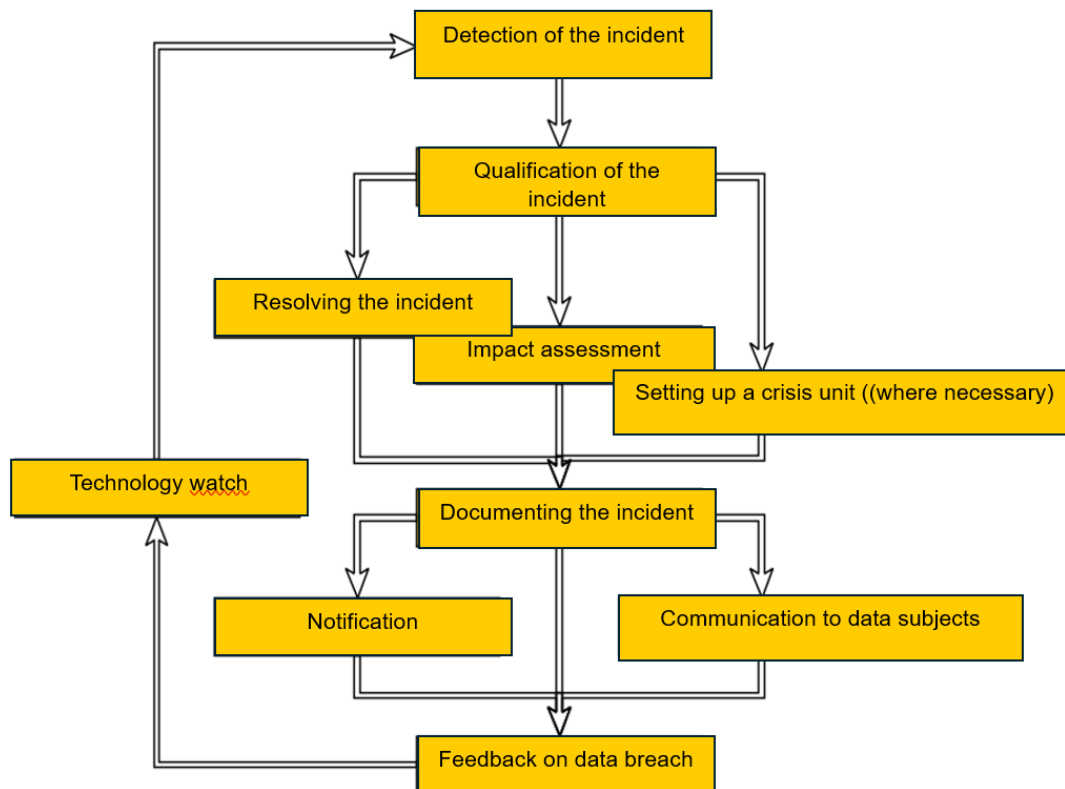 Detection of the incident
Qualification of the
incident
Resolving the incident
Impact assessment
Setting up a crisis unit ((where necessary)
Technology watch
Documenting the incident
Notification
Communication to data subjects
Feedback on data breach